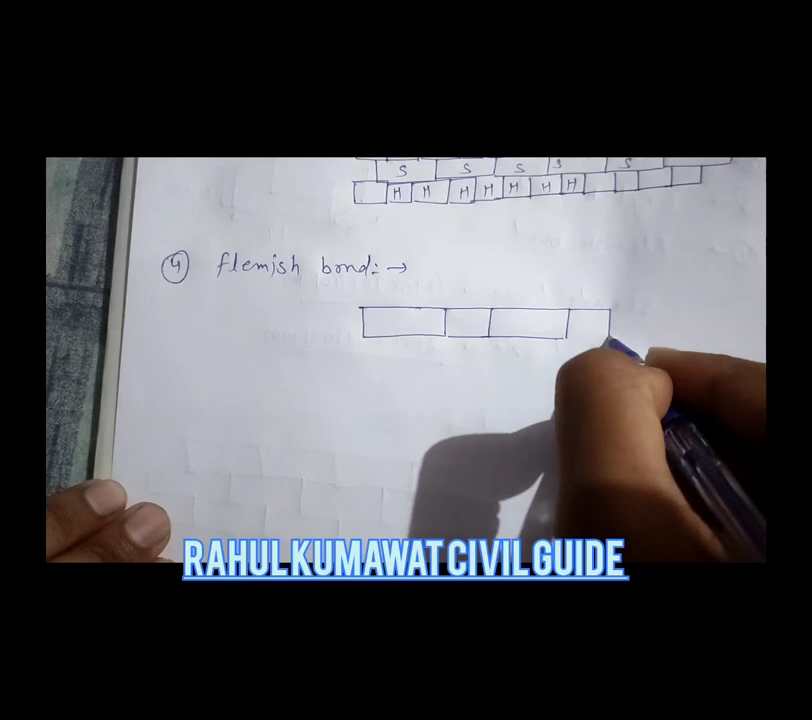 S S S S S
H H H H H H H
4 flemish bond:→
RAHUL KUMAWAT CIVIL GUIDE